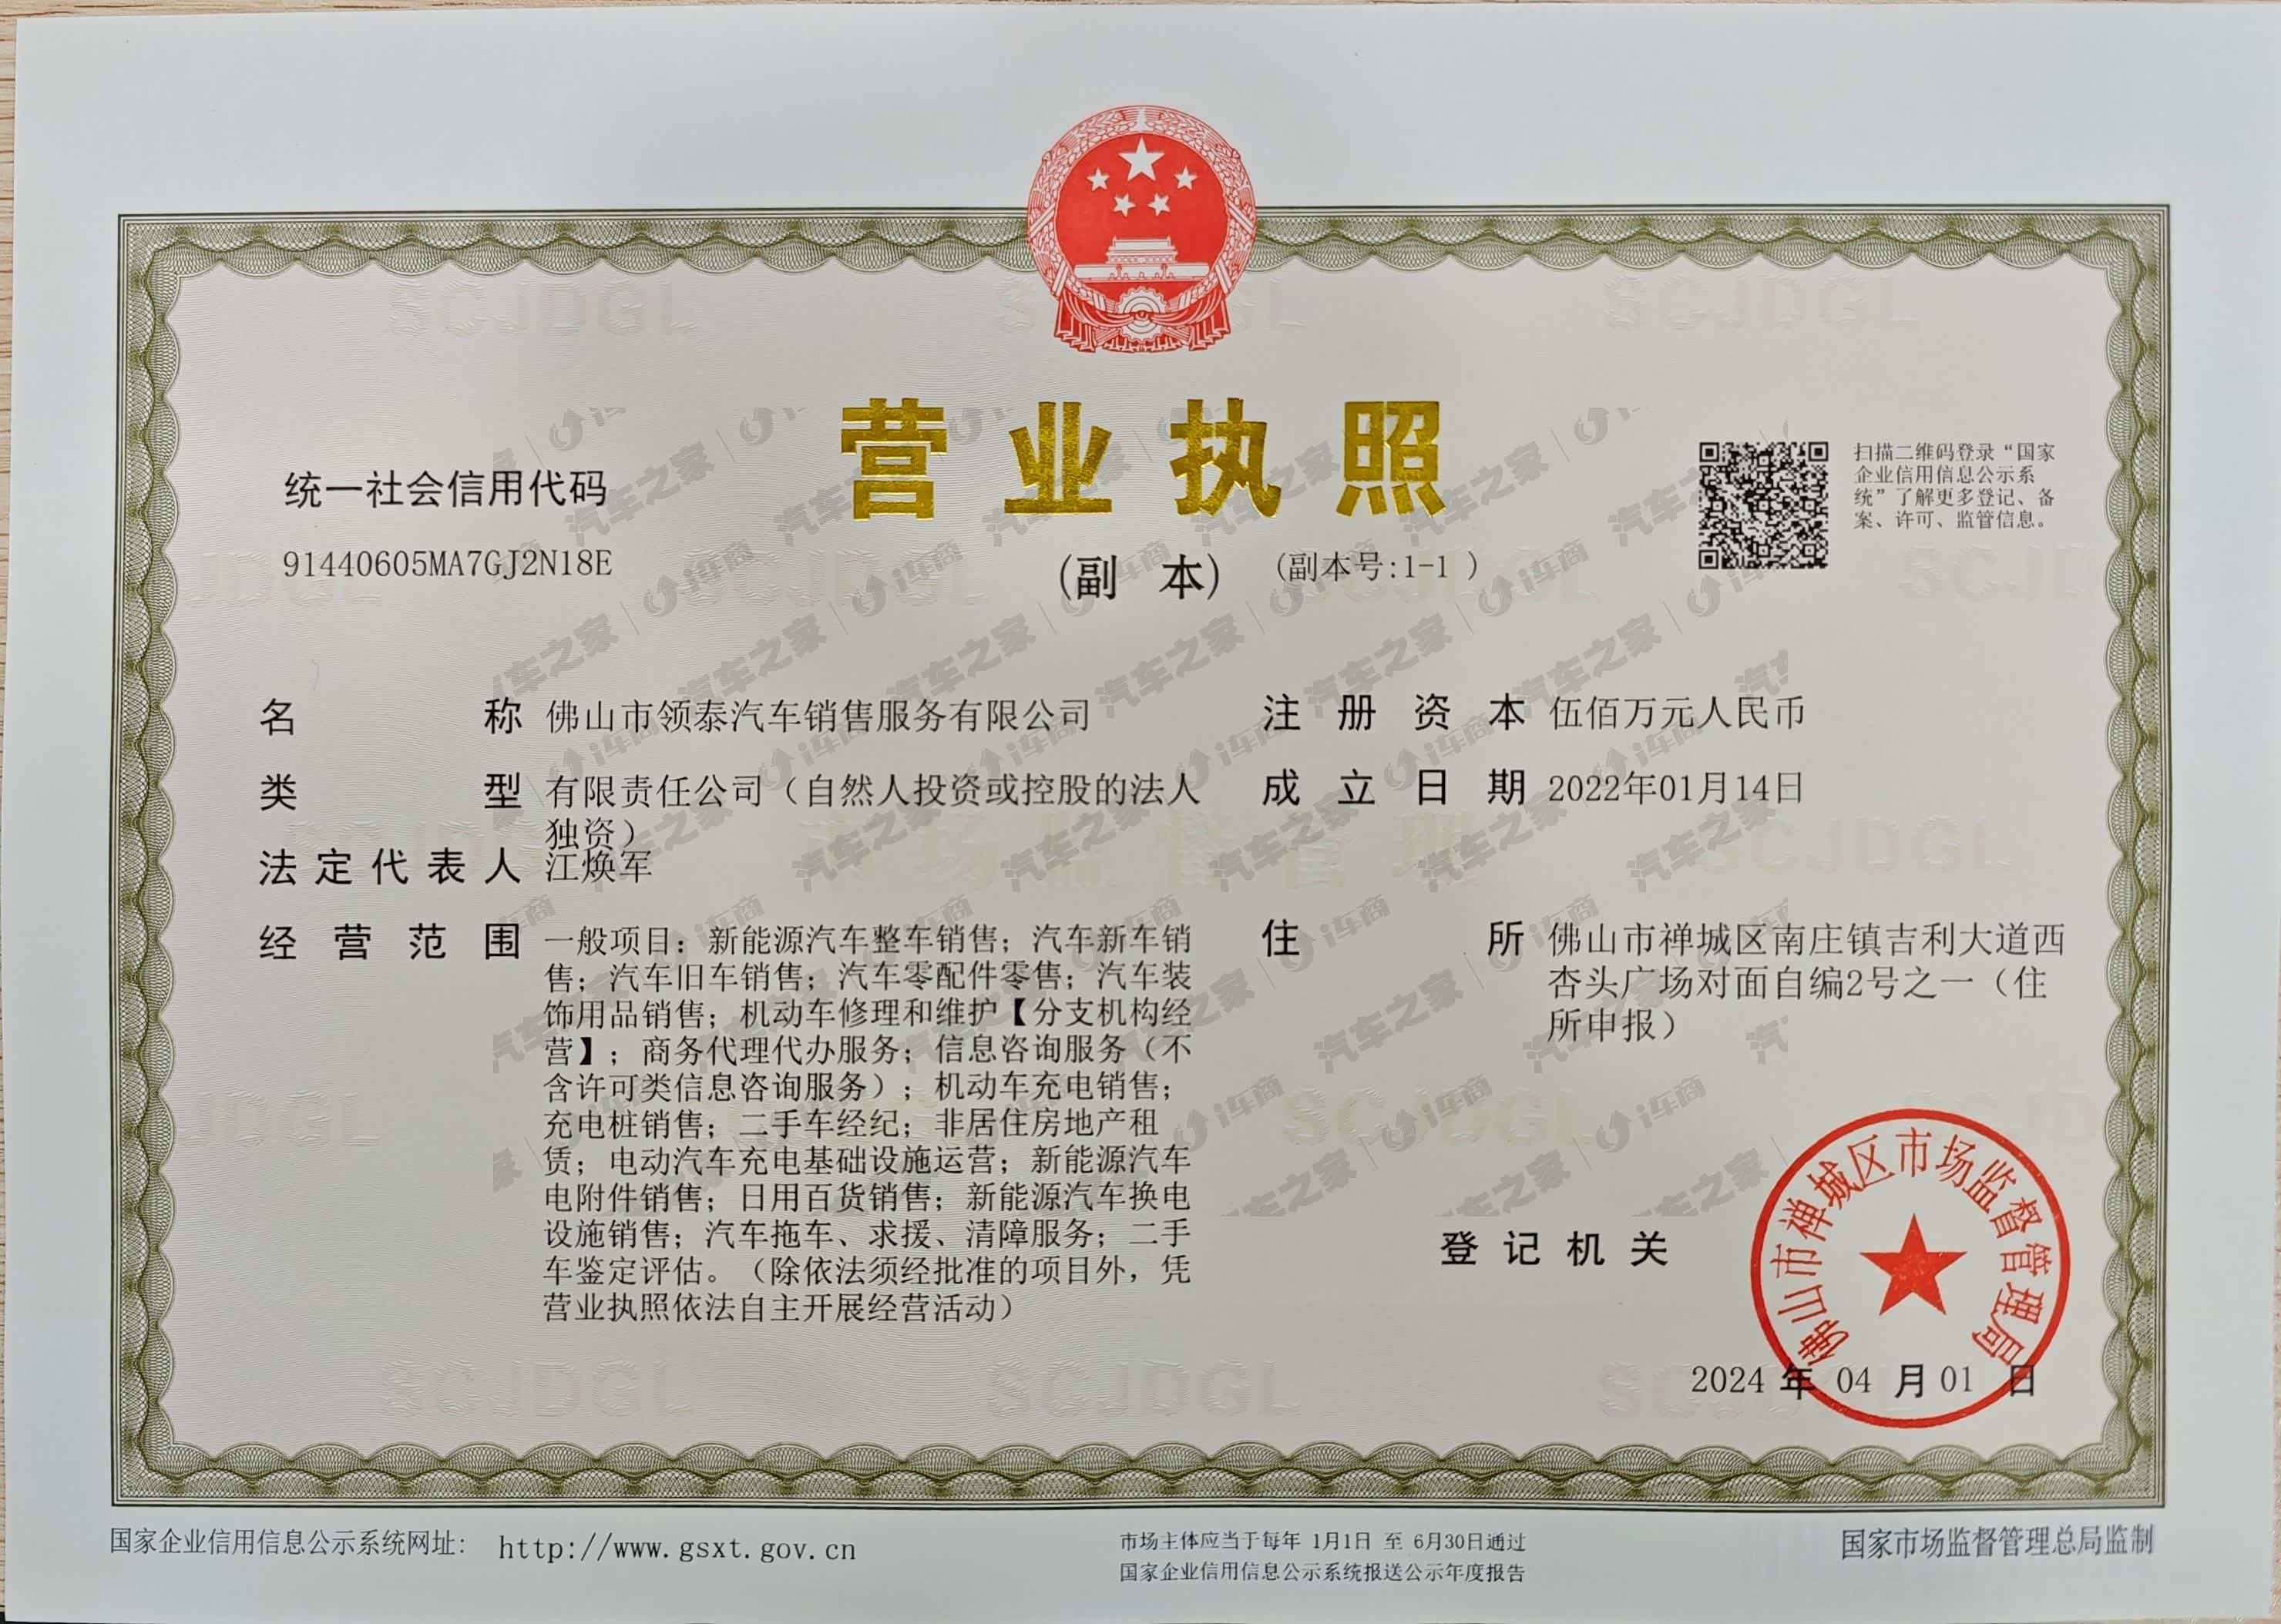 营业执照
(副 本) (副本号:1-1 )
统一社会信用代码
91440605MA7GJ2N18E
扫描二维码登录“国家
企业信用信息公示系
统”了解更多登记、备
案、许可、监管信息。
名称 佛山市领泰汽车销售服务有限公司
类型 有限责任公司（自然人投资或控股的法人
独资）
法定代表人 江焕军
经营范围 一般项目：新能源汽车整车销售；汽车新车销
售；汽车旧车销售；汽车零配件零售；汽车装
饰用品销售；机动车修理和维护【分支机构经
营】；商务代理代办服务；信息咨询服务（不
含许可类信息咨询服务）；机动车充电销售；
充电桩销售；二手车经纪；非居住房地产租
赁；电动汽车充电基础设施运营；新能源汽车
电附件销售；日用百货销售；新能源汽车换电
设施销售；汽车拖车、求援、清障服务；二手
车鉴定评估。（除依法须经批准的项目外，凭
营业执照依法自主开展经营活动）
注册资本 伍佰万元人民币
成立日期 2022年01月14日
住所 佛山市禅城区南庄镇吉利大道西
杏头广场对面自编2号之一（住
所申报）
登记机关
佛山市禅城区市场监督管理局
2024 年 04 月 01 日
国家企业信用信息公示系统网址： http://www.gsxt.gov.cn
市场主体应当于每年 1月1日 至 6月30日通过
国家企业信用信息公示系统报送公示年度报告
国家市场监督管理总局监制
SCJDGL
市场监督管理
汽车之家 i车商